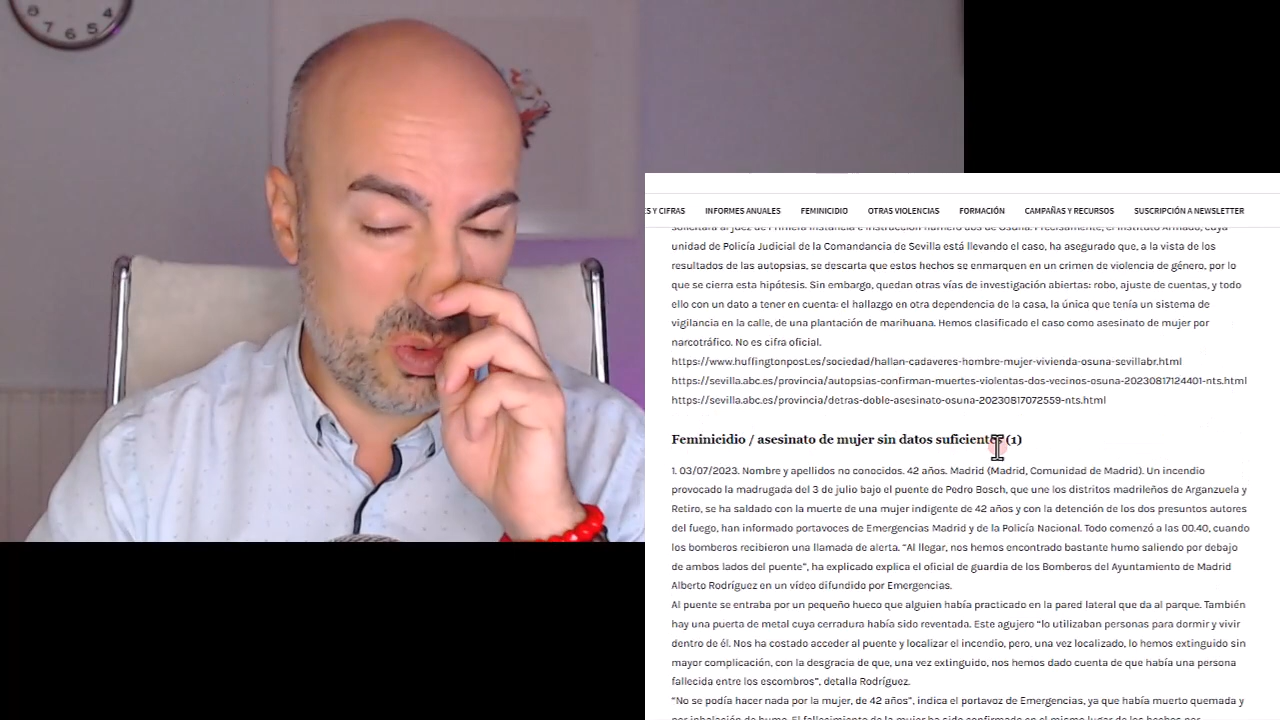 8
7
6
5
4
ES Y CIFRAS INFORMES ANUALES FEMINICIDIO OTRAS VIOLENCIAS FORMACIÓN CAMPAÑAS Y RECURSOS SUSCRIPCIÓN A NEWSLETTER
unidad de Policía Judicial de la Comandancia de Sevilla está llevando el caso, ha asegurado que, a la vista de los
resultados de las autopsias, se descarta que estos hechos se enmarquen en un crimen de violencia de género, por lo
que se cierra esta hipótesis. Sin embargo, quedan otras vías de investigación abiertas: robo, ajuste de cuentas, y todo
ello con un dato a tener en cuenta: el hallazgo en otra dependencia de la casa, la única que tenía un sistema de
vigilancia en la calle, de una plantación de marihuana. Hemos clasificado el caso como asesinato de mujer por
narcotráfico. No es cifra oficial.
https://www.huffingtonpost.es/sociedad/hallan-cadaveres-hombre-mujer-vivienda-osuna-sevillabr.html
https://sevilla.abc.es/provincia/autopsias-confirman-muertes-violentas-dos-vecinos-osuna-20230817124401-nts.html
https://sevilla.abc.es/provincia/detras-doble-asesinato-osuna-20230817072559-nts.html
Feminicidio / asesinato de mujer sin datos suficientes (1)
1. 03/07/2023. Nombre y apellidos no conocidos. 42 años. Madrid (Madrid, Comunidad de Madrid). Un incendio
provocado la madrugada del 3 de julio bajo el puente de Pedro Bosch, que une los distritos madrileños de Arganzuela y
Retiro, se ha saldado con la muerte de una mujer indigente de 42 años y con la detención de los dos presuntos autores
del fuego, han informado portavoces de Emergencias Madrid y de la Policía Nacional. Todo comenzó a las 00.40, cuando
los bomberos recibieron una llamada de alerta. “Al llegar, nos hemos encontrado bastante humo saliendo por debajo
de ambos lados del puente”, ha explicado explica el oficial de guardia de los Bomberos del Ayuntamiento de Madrid
Alberto Rodríguez en un vídeo difundido por Emergencias.
Al puente se entraba por un pequeño hueco que alguien había practicado en la pared lateral que da al parque. También
hay una puerta de metal cuya cerradura había sido reventada. Este agujero “lo utilizaban personas para dormir y vivir
dentro de él. Nos ha costado acceder al puente y localizar el incendio, pero, una vez localizado, lo hemos extinguido sin
mayor complicación, con la desgracia de que, una vez extinguido, nos hemos dado cuenta de que había una persona
fallecida entre los escombros”, detalla Rodríguez.
“No se podía hacer nada por la mujer, de 42 años”, indica el portavoz de Emergencias, ya que había muerto quemada y